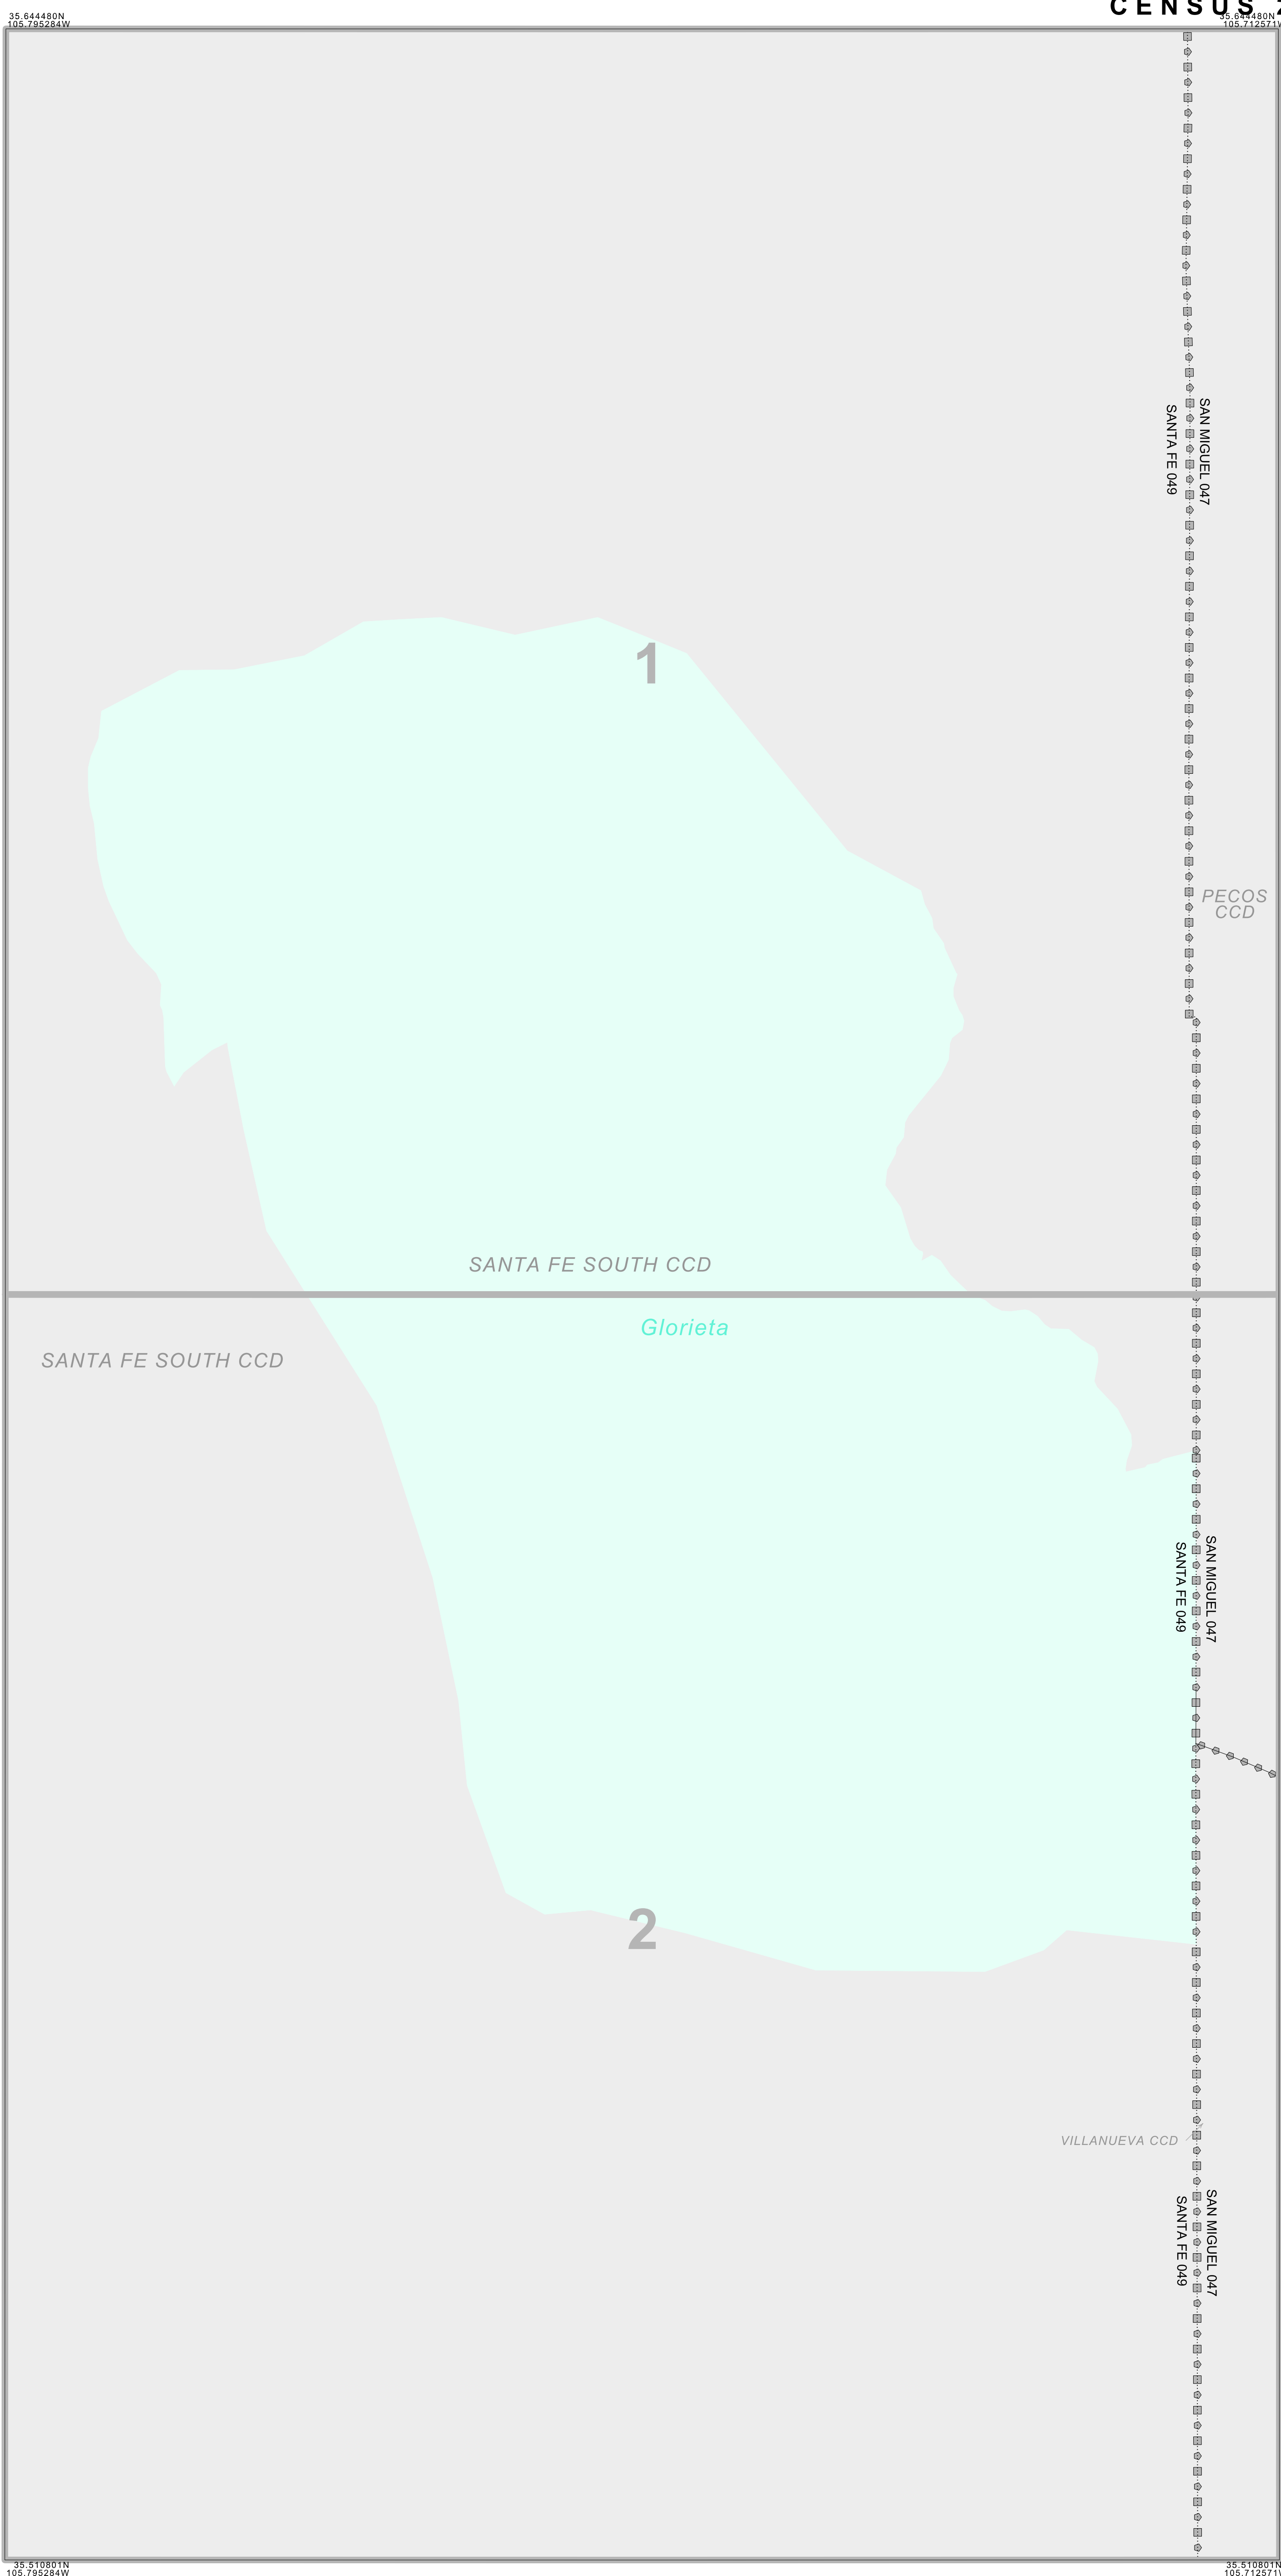 CENSUS 2
35.644480N
105.795284W
35.644480N
105.712571W
SAN MIGUEL 047
SANTA FE 049
1
PECOS
CCD
SANTA FE SOUTH CCD
Glorieta
SANTA FE SOUTH CCD
SAN MIGUEL 047
SANTA FE 049
2
VILLANUEVA CCD
SAN MIGUEL 047
SANTA FE 049
35.510801N
105.795284W
35.510801N
105.712571W